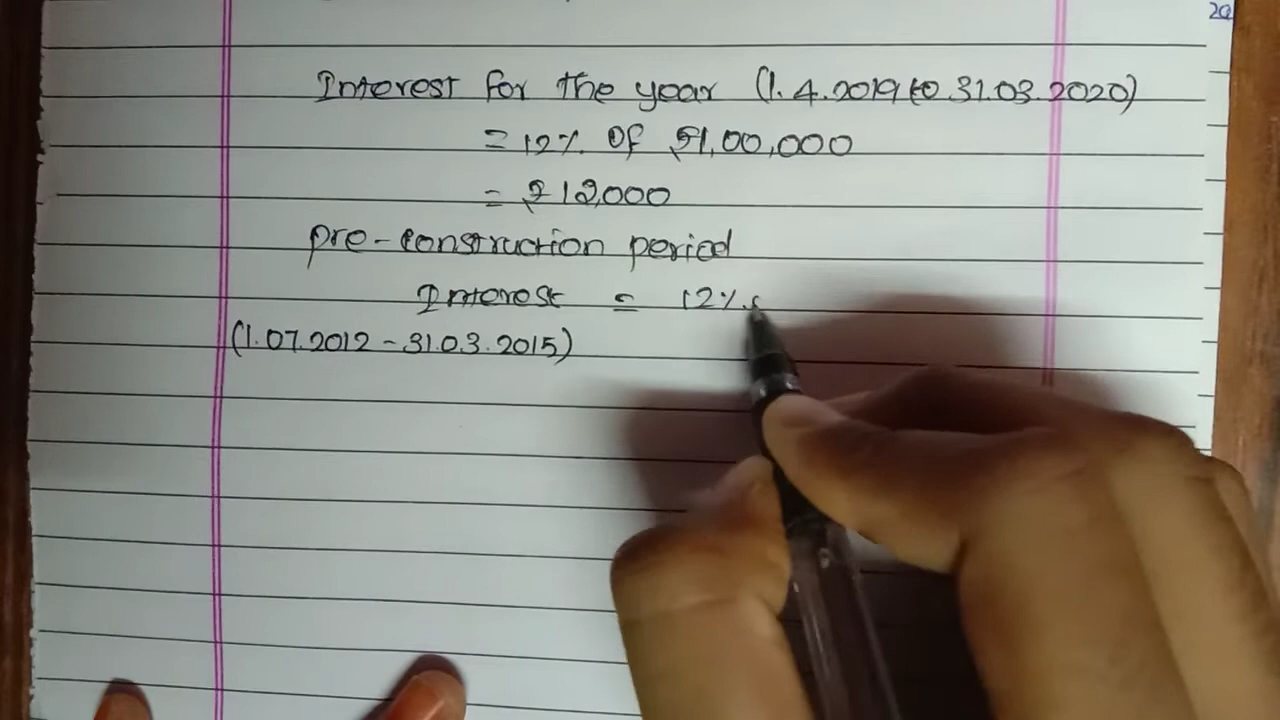 20
Interest for the year (1.4.2019 to 31.03.2020)
= 12% of ₹1,00,000
= ₹12,000
pre-construction period
Interest = 12%
(1.07.2012 - 31.03.2015)